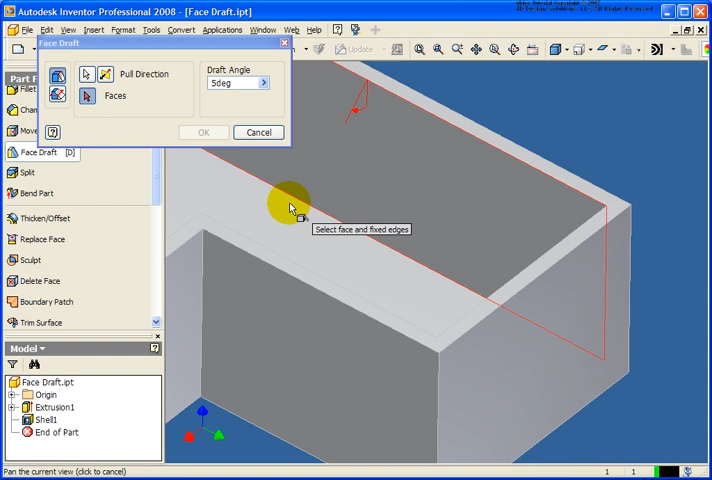 Autodesk Inventor Professional 2008 - [Face Draft.ipt]
File Edit View Insert Format Tools Convert Applications Window Web Help
Update
Face Draft
Pull Direction
Faces
Draft Angle
5deg
OK
Cancel
Part F
Fillet
Cham
Move
Face Draft [D]
Split
Bend Part
Thicken/Offset
Replace Face
Sculpt
Delete Face
Boundary Patch
Trim Surface
Select face and fixed edges
Model
Face Draft.ipt
Origin
Extrusion1
Shell1
End of Part
Pan the current view (click to cancel)
1 1